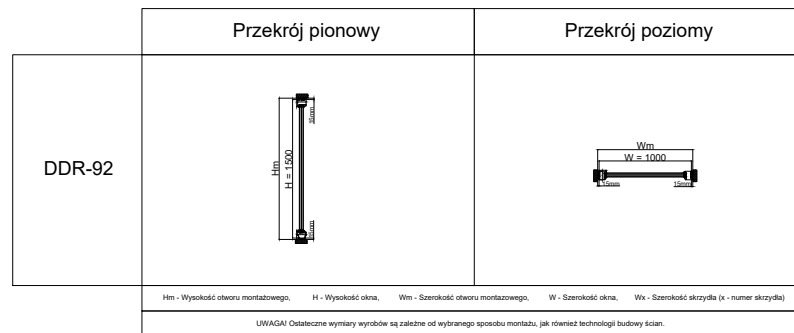 Przekrój pionowy
Przekrój poziomy
DDR-92
Hm
H = 1500
15mm
Wm
W = 1000
15mm
15mm
Hm - Wysokość otworu montażowego, H - Wysokość okna, Wm - Szerokość otworu montazowego, W - Szerokość okna, Wx - Szerokość skrzydła (x - numer skrzydła)
UWAGA! Ostateczne wymiary wyrobów są zależne od wybranego sposobu montażu, jak również technologii budowy ścian.